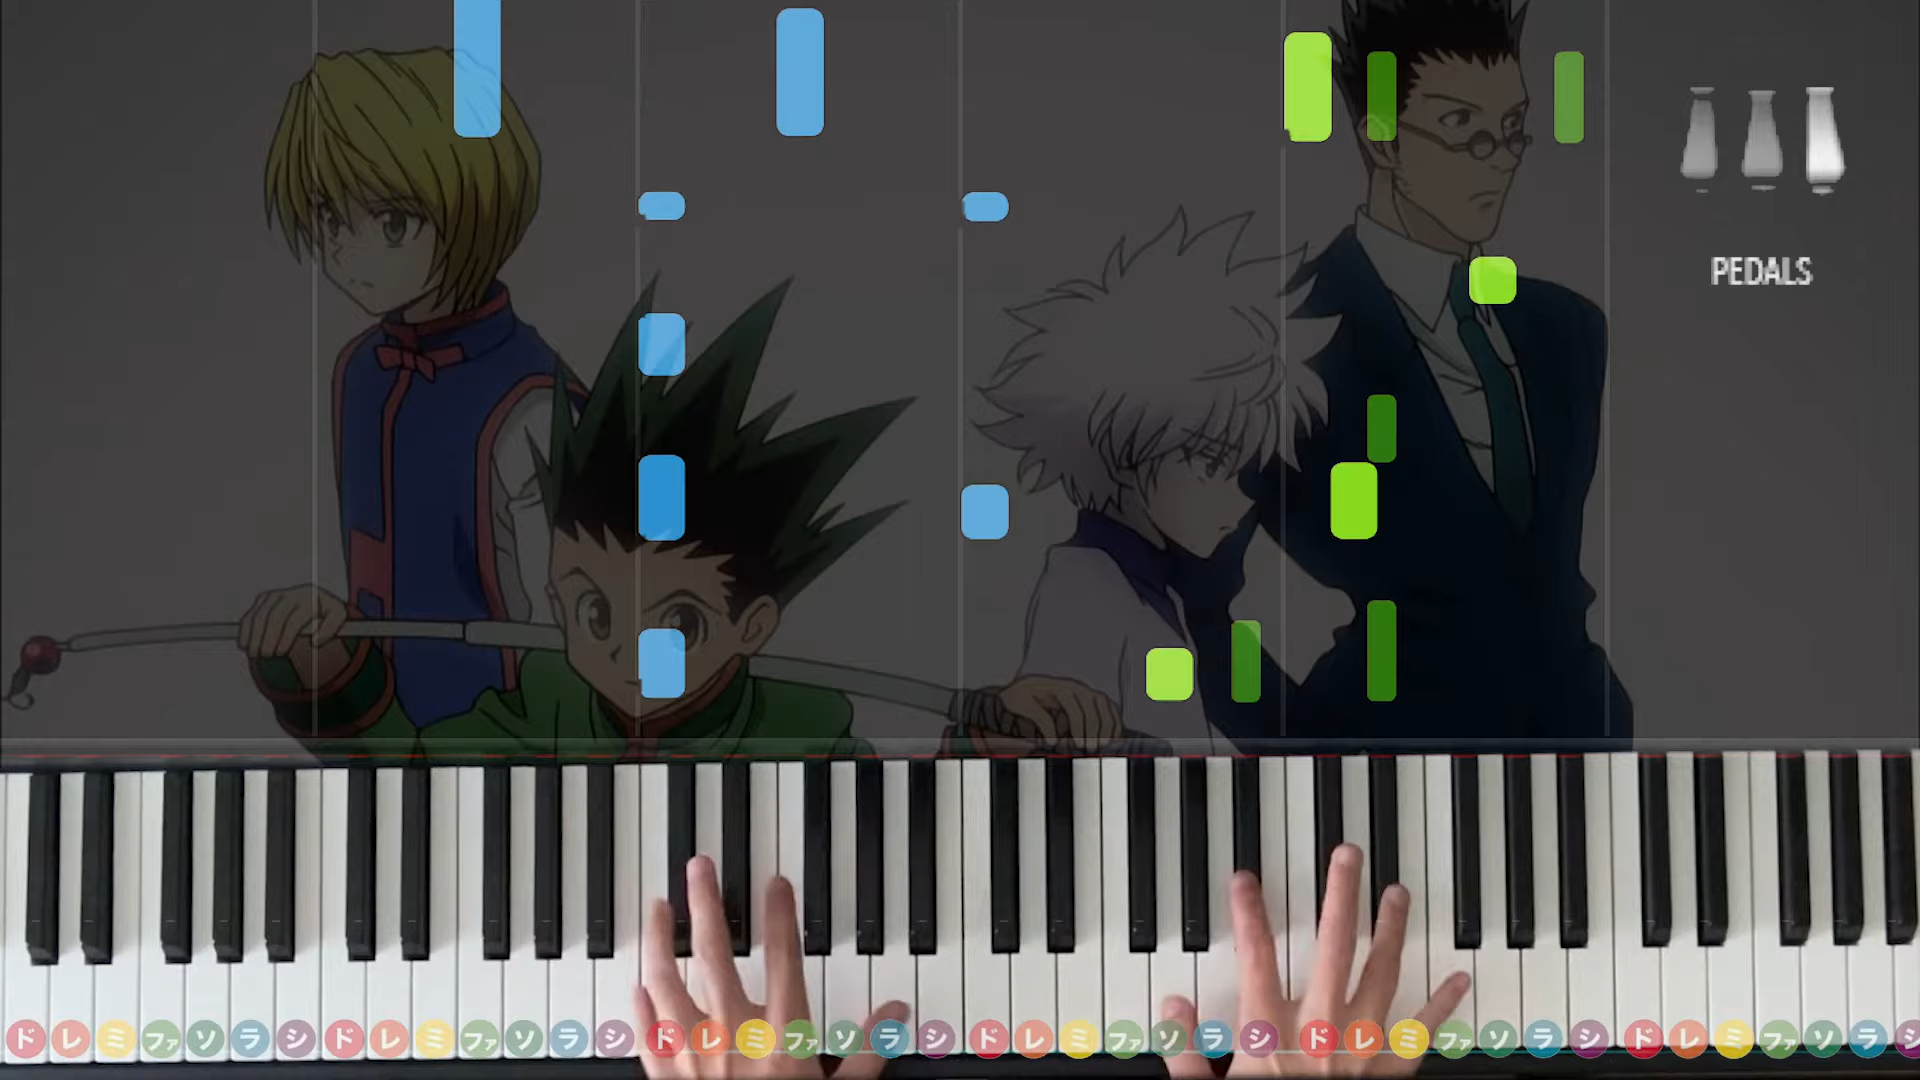 PEDALS
ド レ ミ ファ ソ ラ シ ド レ ミ ファ ソ ラ シ ド レ ミ ファ ソ ラ シ ド レ ミ ファ ソ ラ シ ド レ ミ ファ ソ ラ シ ド レ ミ ファ ソ ラ シ